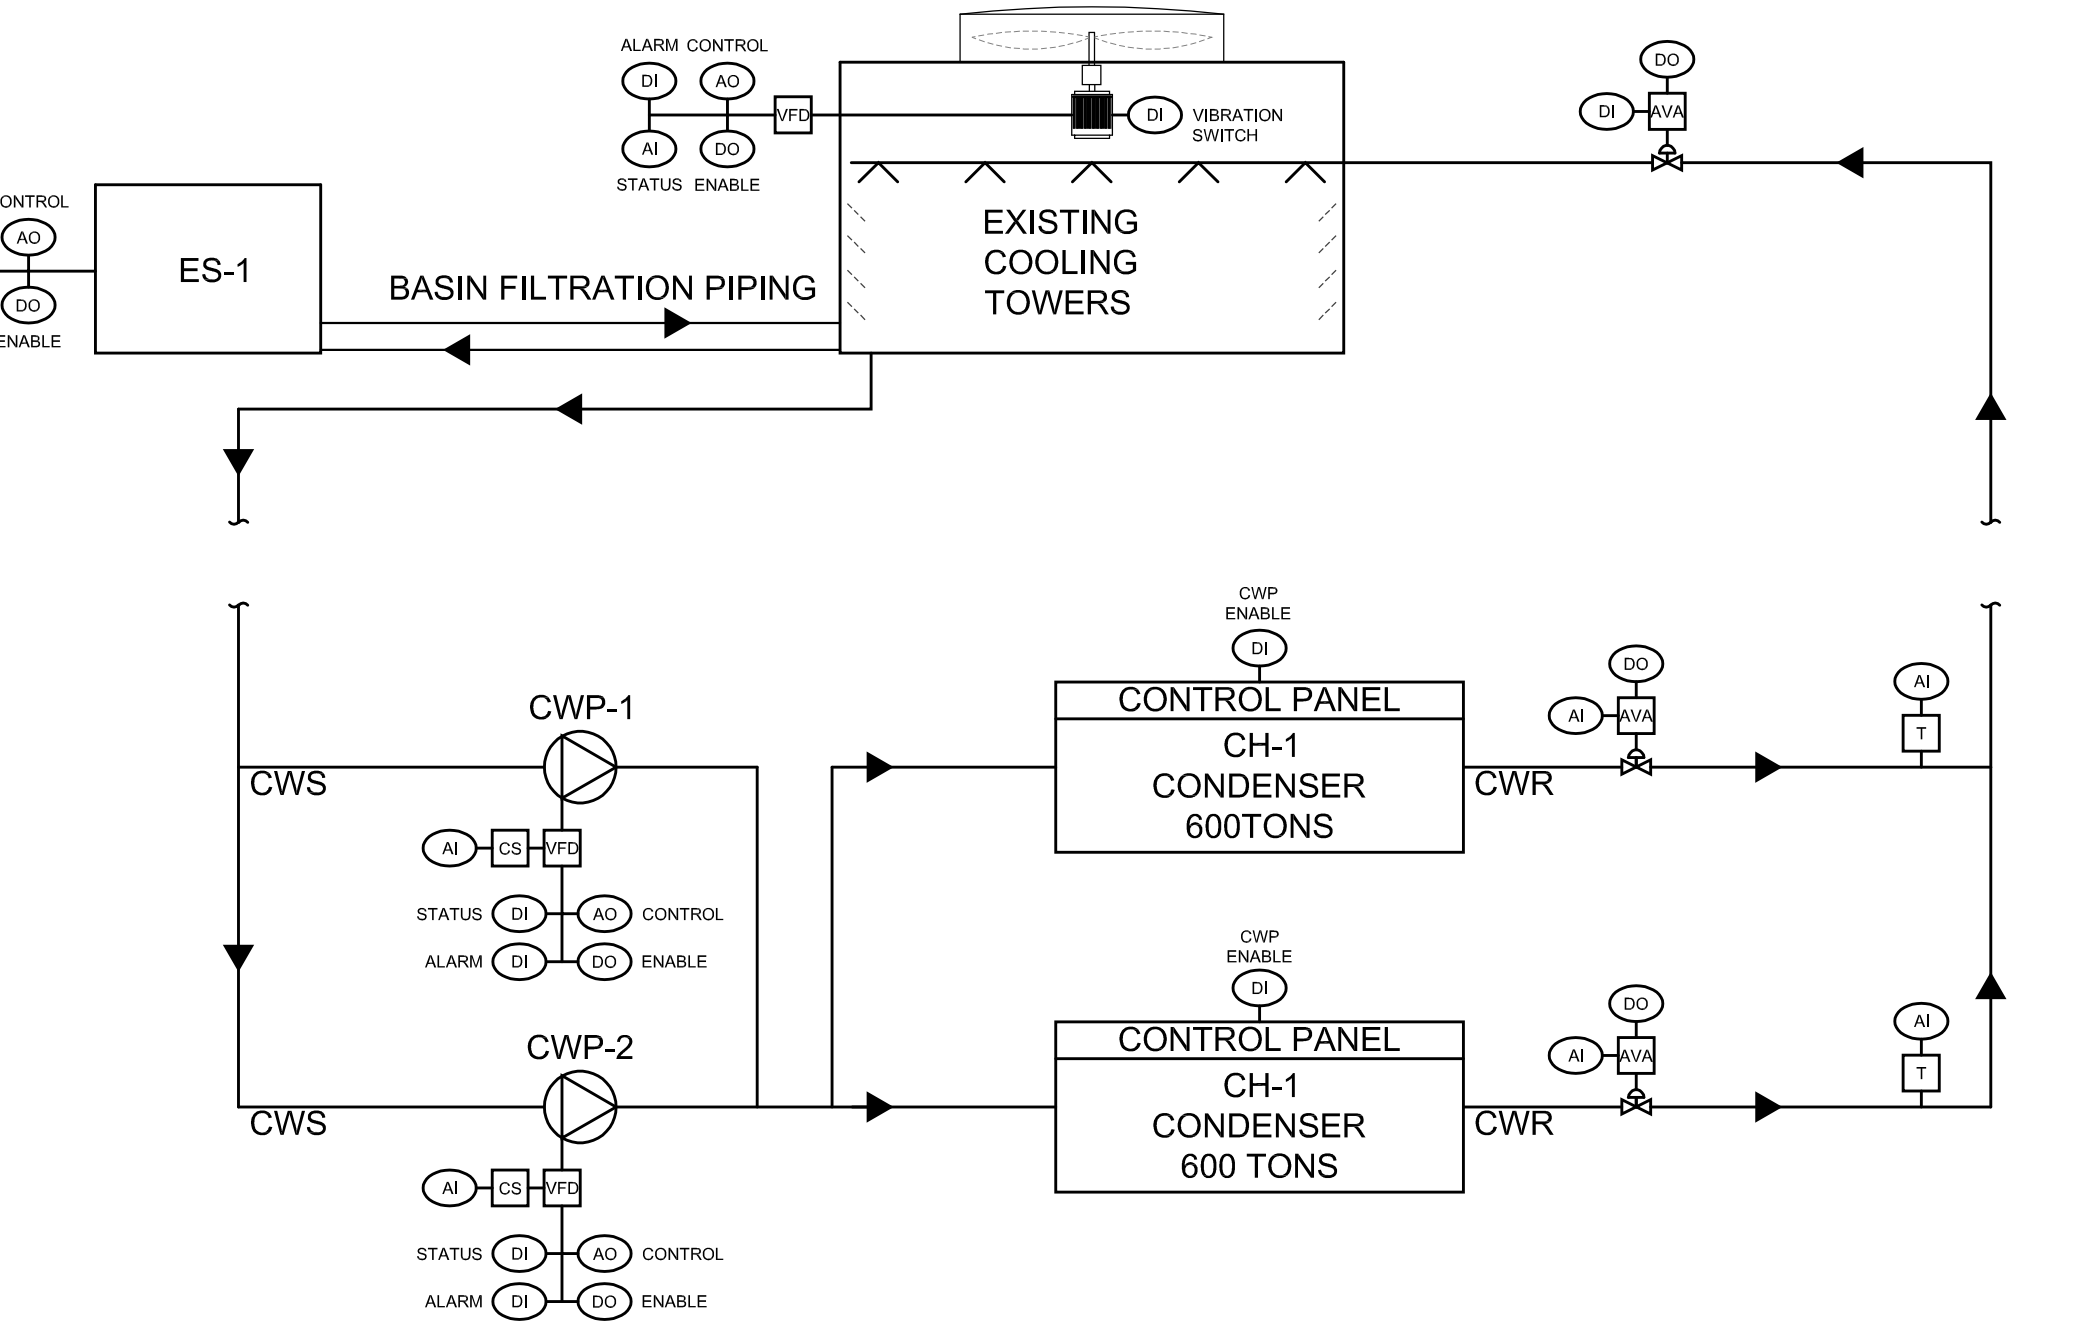 ALARM CONTROL
DI AO
VFD
AI DO
STATUS ENABLE
DI VIBRATION
SWITCH
DO
DI AVA
ONTROL
AO
DO
ENABLE
ES-1
BASIN FILTRATION PIPING
EXISTING
COOLING
TOWERS
CWP-1
CWS
AI CS VFD
STATUS DI AO CONTROL
ALARM DI DO ENABLE
CWP
ENABLE
DI
CONTROL PANEL
CH-1
CONDENSER
600TONS
CWR
DO
AI AVA
AI
T
CWP-2
CWS
AI CS VFD
STATUS DI AO CONTROL
ALARM DI DO ENABLE
CWP
ENABLE
DI
CONTROL PANEL
CH-1
CONDENSER
600 TONS
CWR
DO
AI AVA
AI
T